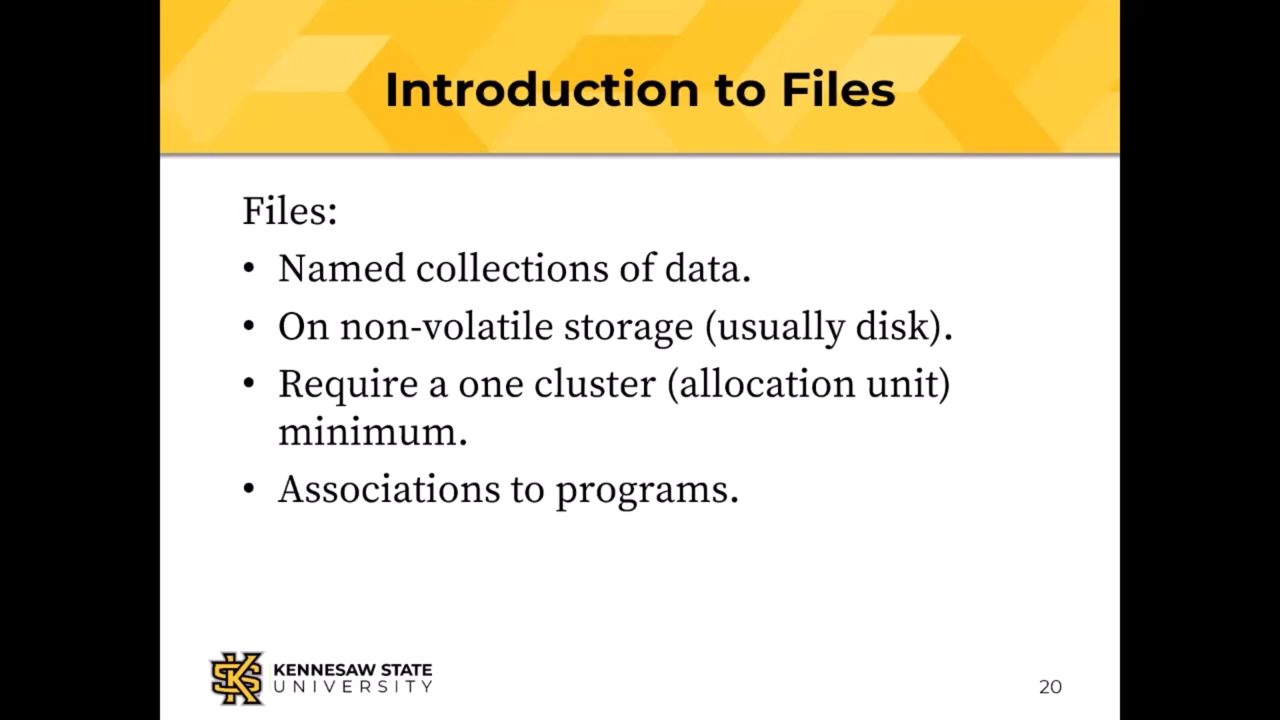 Introduction to Files
Files:
• Named collections of data.
• On non-volatile storage (usually disk).
• Require a one cluster (allocation unit)
minimum.
• Associations to programs.
KS
KENNESAW STATE
UNIVERSITY
20